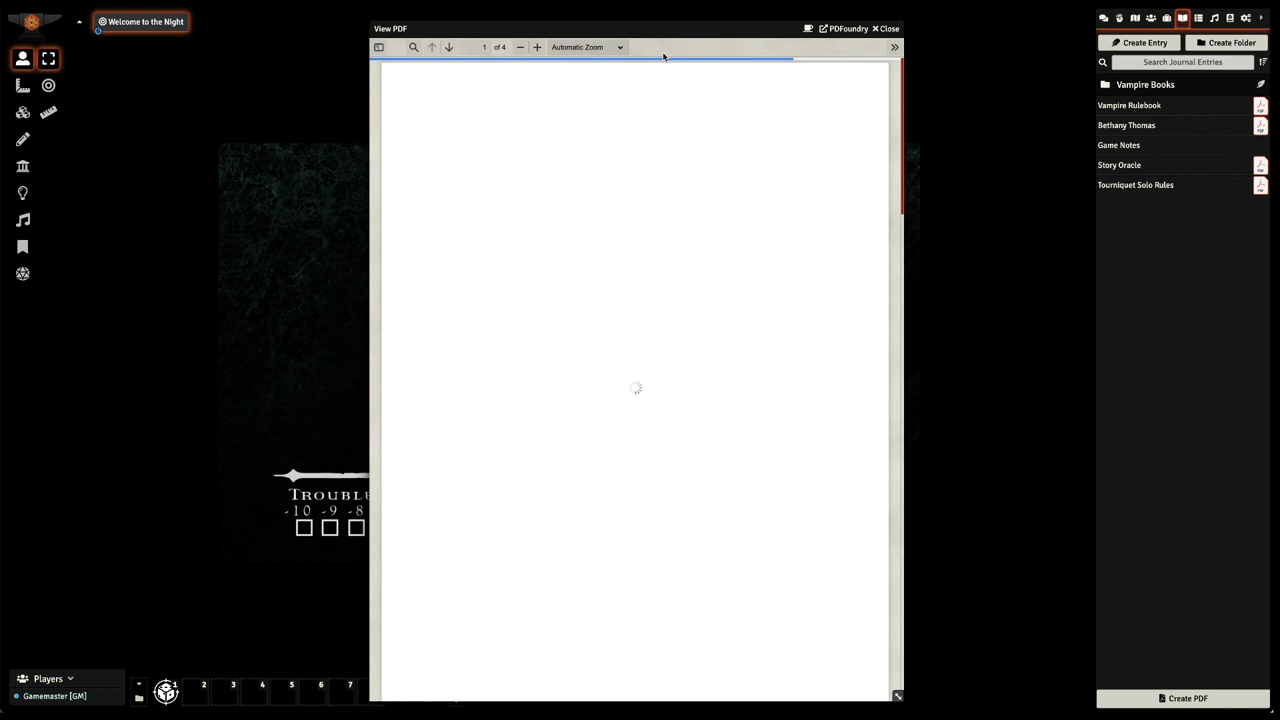 Welcome to the Night
View PDF
PDFoundry
Close
1 of 4
Automatic Zoom
Create Entry
Create Folder
Search Journal Entries
Vampire Books
Vampire Rulebook
Bethany Thomas
Game Notes
Story Oracle
Tourniquet Solo Rules
TROUBLE
-10 -9 -8
Players
Gamemaster [GM]
1 2 3 4 5 6 7
Create PDF